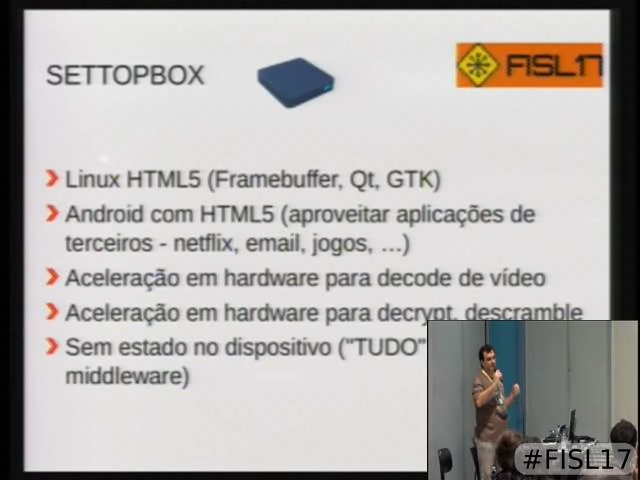 SETTOPBOX
FISL17
Linux HTML5 (Framebuffer, Qt, GTK)
Android com HTML5 (aproveitar aplicações de
terceiros - netflix, email, jogos, ...)
Aceleração em hardware para decode de vídeo
Aceleração em hardware para decrypt, descramble
Sem estado no dispositivo ("TUDO"
middleware)
#FISL17